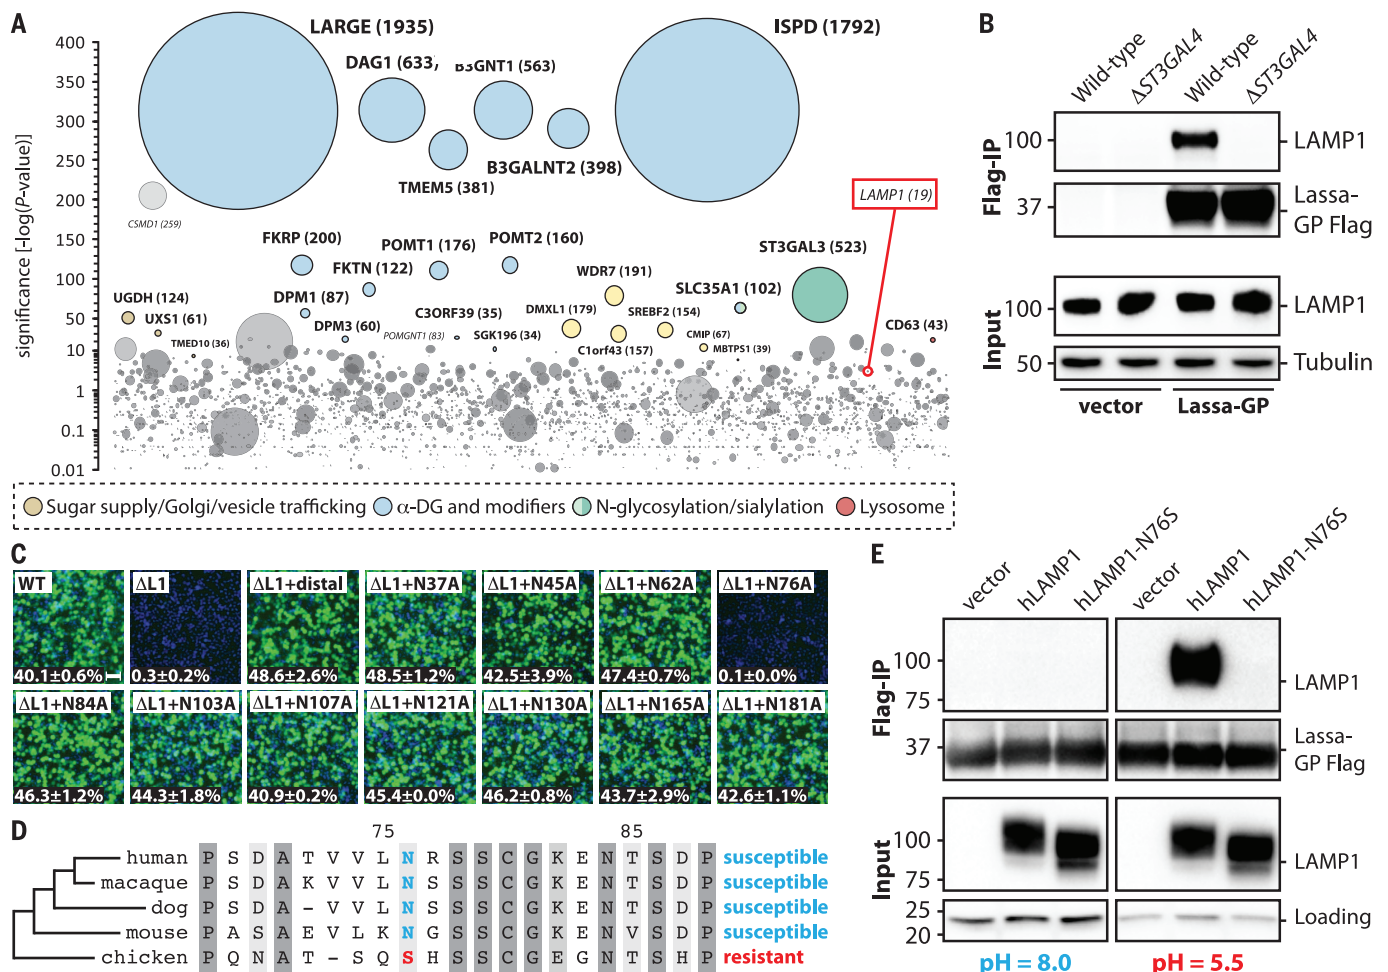 A
LARGE (1935)
ISPD (1792)
DAG1 (633)
B3GNT1 (563)
B3GALNT2 (398)
TMEM5 (381)
LAMP1 (19)
CSMD1 (259)
FKRP (200)
POMT1 (176)
POMT2 (160)
ST3GAL3 (523)
FKTN (122)
WDR7 (191)
UGDH (124)
DPM1 (87)
C3ORF39 (35)
DMXL1 (179)
SREBF2 (154)
SLC35A1 (102)
UXS1 (61)
DPM3 (60)
POMGNT1 (83)
SGK196 (34)
CMIP (67)
CD63 (43)
TMED10 (36)
C1orf43 (157)
MBTPS1 (39)
significance [-log(P-value)]
400
350
300
250
200
150
100
50
10
1
0.1
0.01
Sugar supply/Golgi/vesicle trafficking
α-DG and modifiers
N-glycosylation/sialylation
Lysosome
B
Wild-type ΔST3GAL4 Wild-type ΔST3GAL4
Flag-IP
100 LAMP1
37 Lassa-
GP Flag
Input
100 LAMP1
50 Tubulin
vector Lassa-GP
C
WT ΔL1 ΔL1+distal ΔL1+N37A ΔL1+N45A ΔL1+N62A ΔL1+N76A
40.1±0.6% 0.3±0.2% 48.6±2.6% 48.5±1.2% 42.5±3.9% 47.4±0.7% 0.1±0.0%
ΔL1+N84A ΔL1+N103A ΔL1+N107A ΔL1+N121A ΔL1+N130A ΔL1+N165A ΔL1+N181A
46.3±1.2% 44.3±1.8% 40.9±0.2% 45.4±0.0% 46.2±0.8% 43.7±2.9% 42.6±1.1%
D
75 85
human P S D A T V V L N R S S C G K E N T S D P susceptible
macaque P S D A K V V L N S S S C G K E N T S D P susceptible
dog P S D A - V V L N S S S C G K E N T S D P susceptible
mouse P A S A E V L K N G S S C G K E N V S D P susceptible
chicken P Q N A T - S Q S H S S C G E G N T S H P resistant
E
vector hLAMP1 hLAMP1-N76S vector hLAMP1 hLAMP1-N76S
Flag-IP
100
75 LAMP1
37 Lassa-
GP Flag
Input
100 LAMP1
75
25 Loading
20
pH = 8.0 pH = 5.5